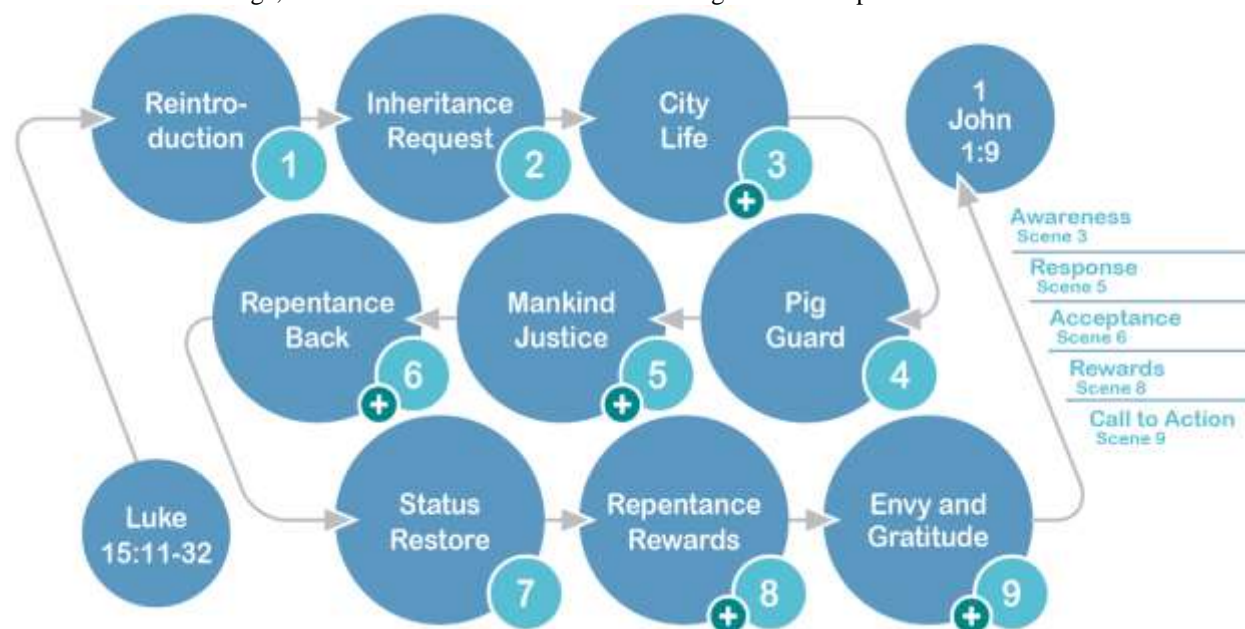 Reintro-
duction
1
Inheritance
Request
2
City
Life
3
+
1
John
1:9
Awareness
Scene 3
Response
Scene 5
Acceptance
Scene 6
Rewards
Scene 8
Call to Action
Scene 9
Pig
Guard
4
Mankind
Justice
5
+
Repentance
Back
6
+
Luke
15:11-32
Status
Restore
7
Repentance
Rewards
8
+
Envy and
Gratitude
9
+